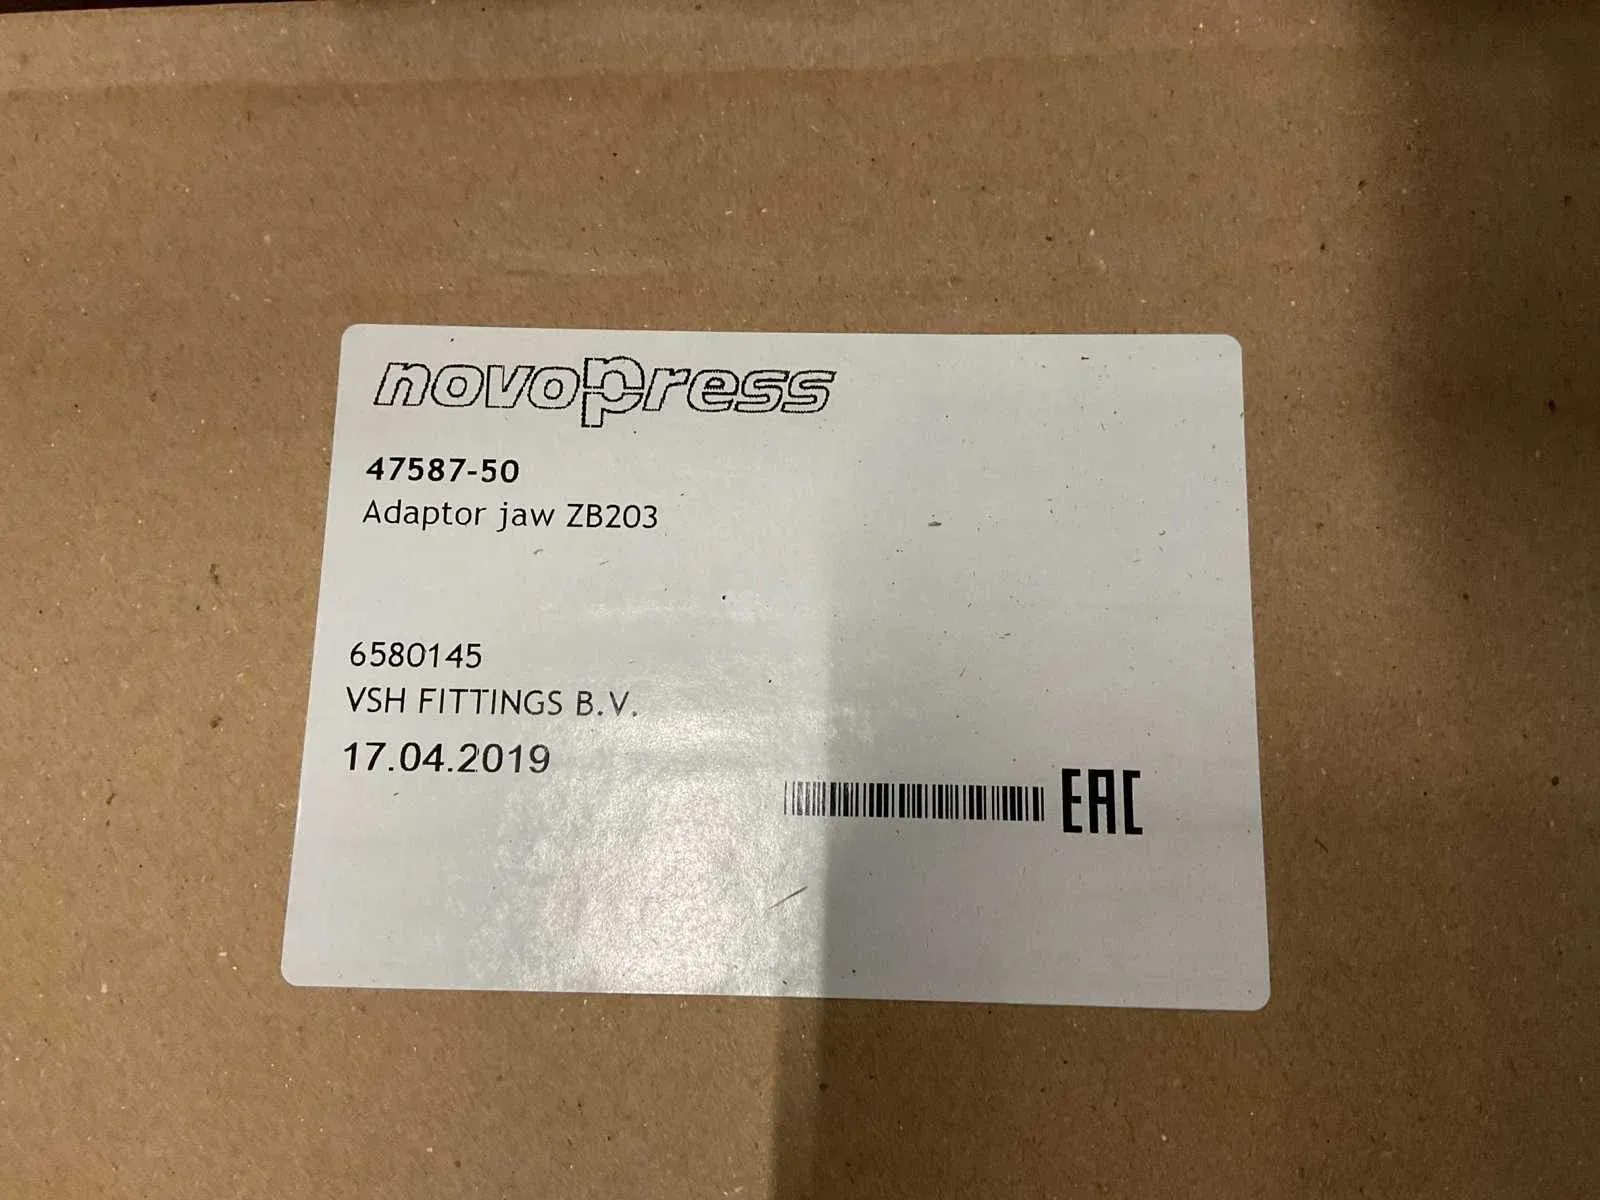 novopress
47587-50
Adaptor jaw ZB203
6580145
VSH FITTINGS B.V.
17.04.2019
EAC